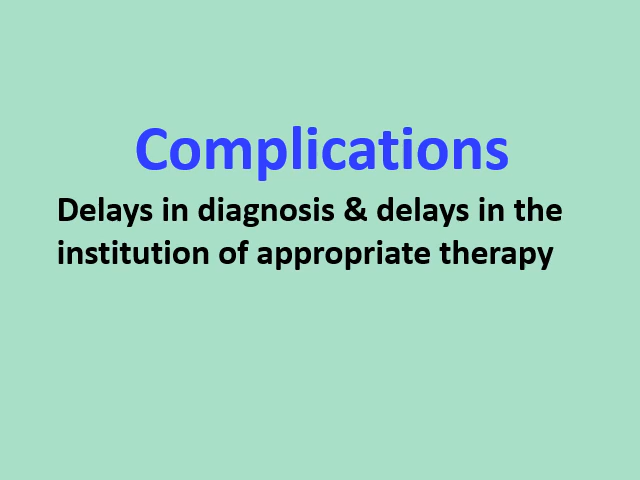 Complications
Delays in diagnosis & delays in the
institution of appropriate therapy